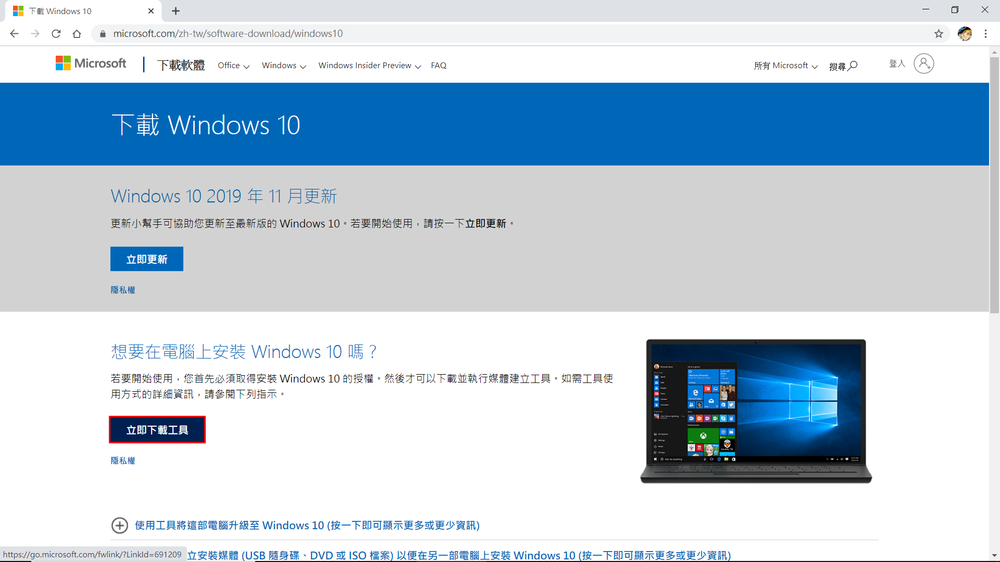 下載 Windows 10
microsoft.com/zh-tw/software-download/windows10
Microsoft 下載軟體 Office Windows Windows Insider Preview FAQ 所有 Microsoft 搜尋 登入
下載 Windows 10
Windows 10 2019 年 11 月更新
更新小幫手可協助您更新至最新版的 Windows 10。若要開始使用，請按一下立即更新。
立即更新
隱私權
想要在電腦上安裝 Windows 10 嗎？
若要開始使用，您首先必須取得安裝 Windows 10 的授權。然後才可以下載並執行媒體建立工具。如需工具使
用方式的詳細資訊，請參閱下列指示。
立即下載工具
隱私權
使用工具將這部電腦升級至 Windows 10 (按一下即可顯示更多或更少資訊)
立安裝媒體 (USB 隨身碟、DVD 或 ISO 檔案) 以便在另一部電腦上安裝 Windows 10 (按一下即可顯示更多或更少資訊)
https://go.microsoft.com/fwlink/?LinkId=691209